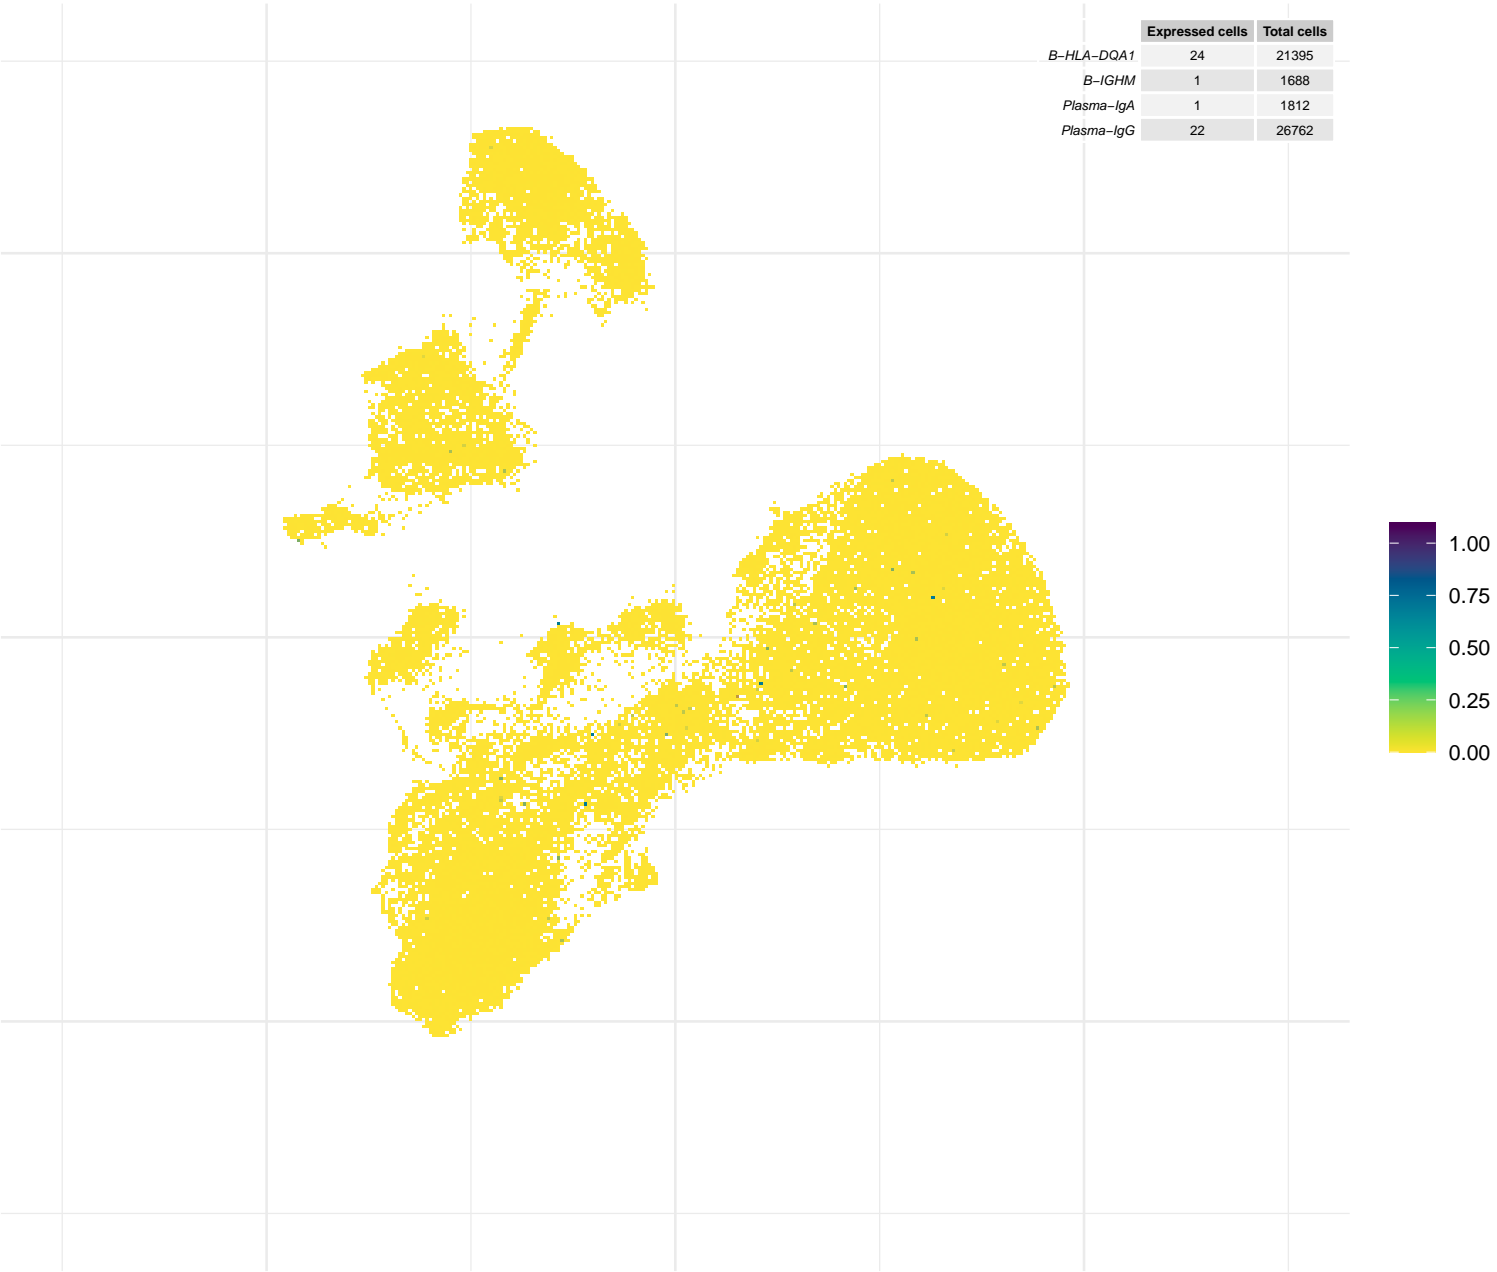 Expressed cells Total cells
B−HLA−DQA1 24 21395
B−IGHM 1 1688
Plasma−IgA 1 1812
Plasma−IgG 22 26762
1.00
0.75
0.50
0.25
0.00